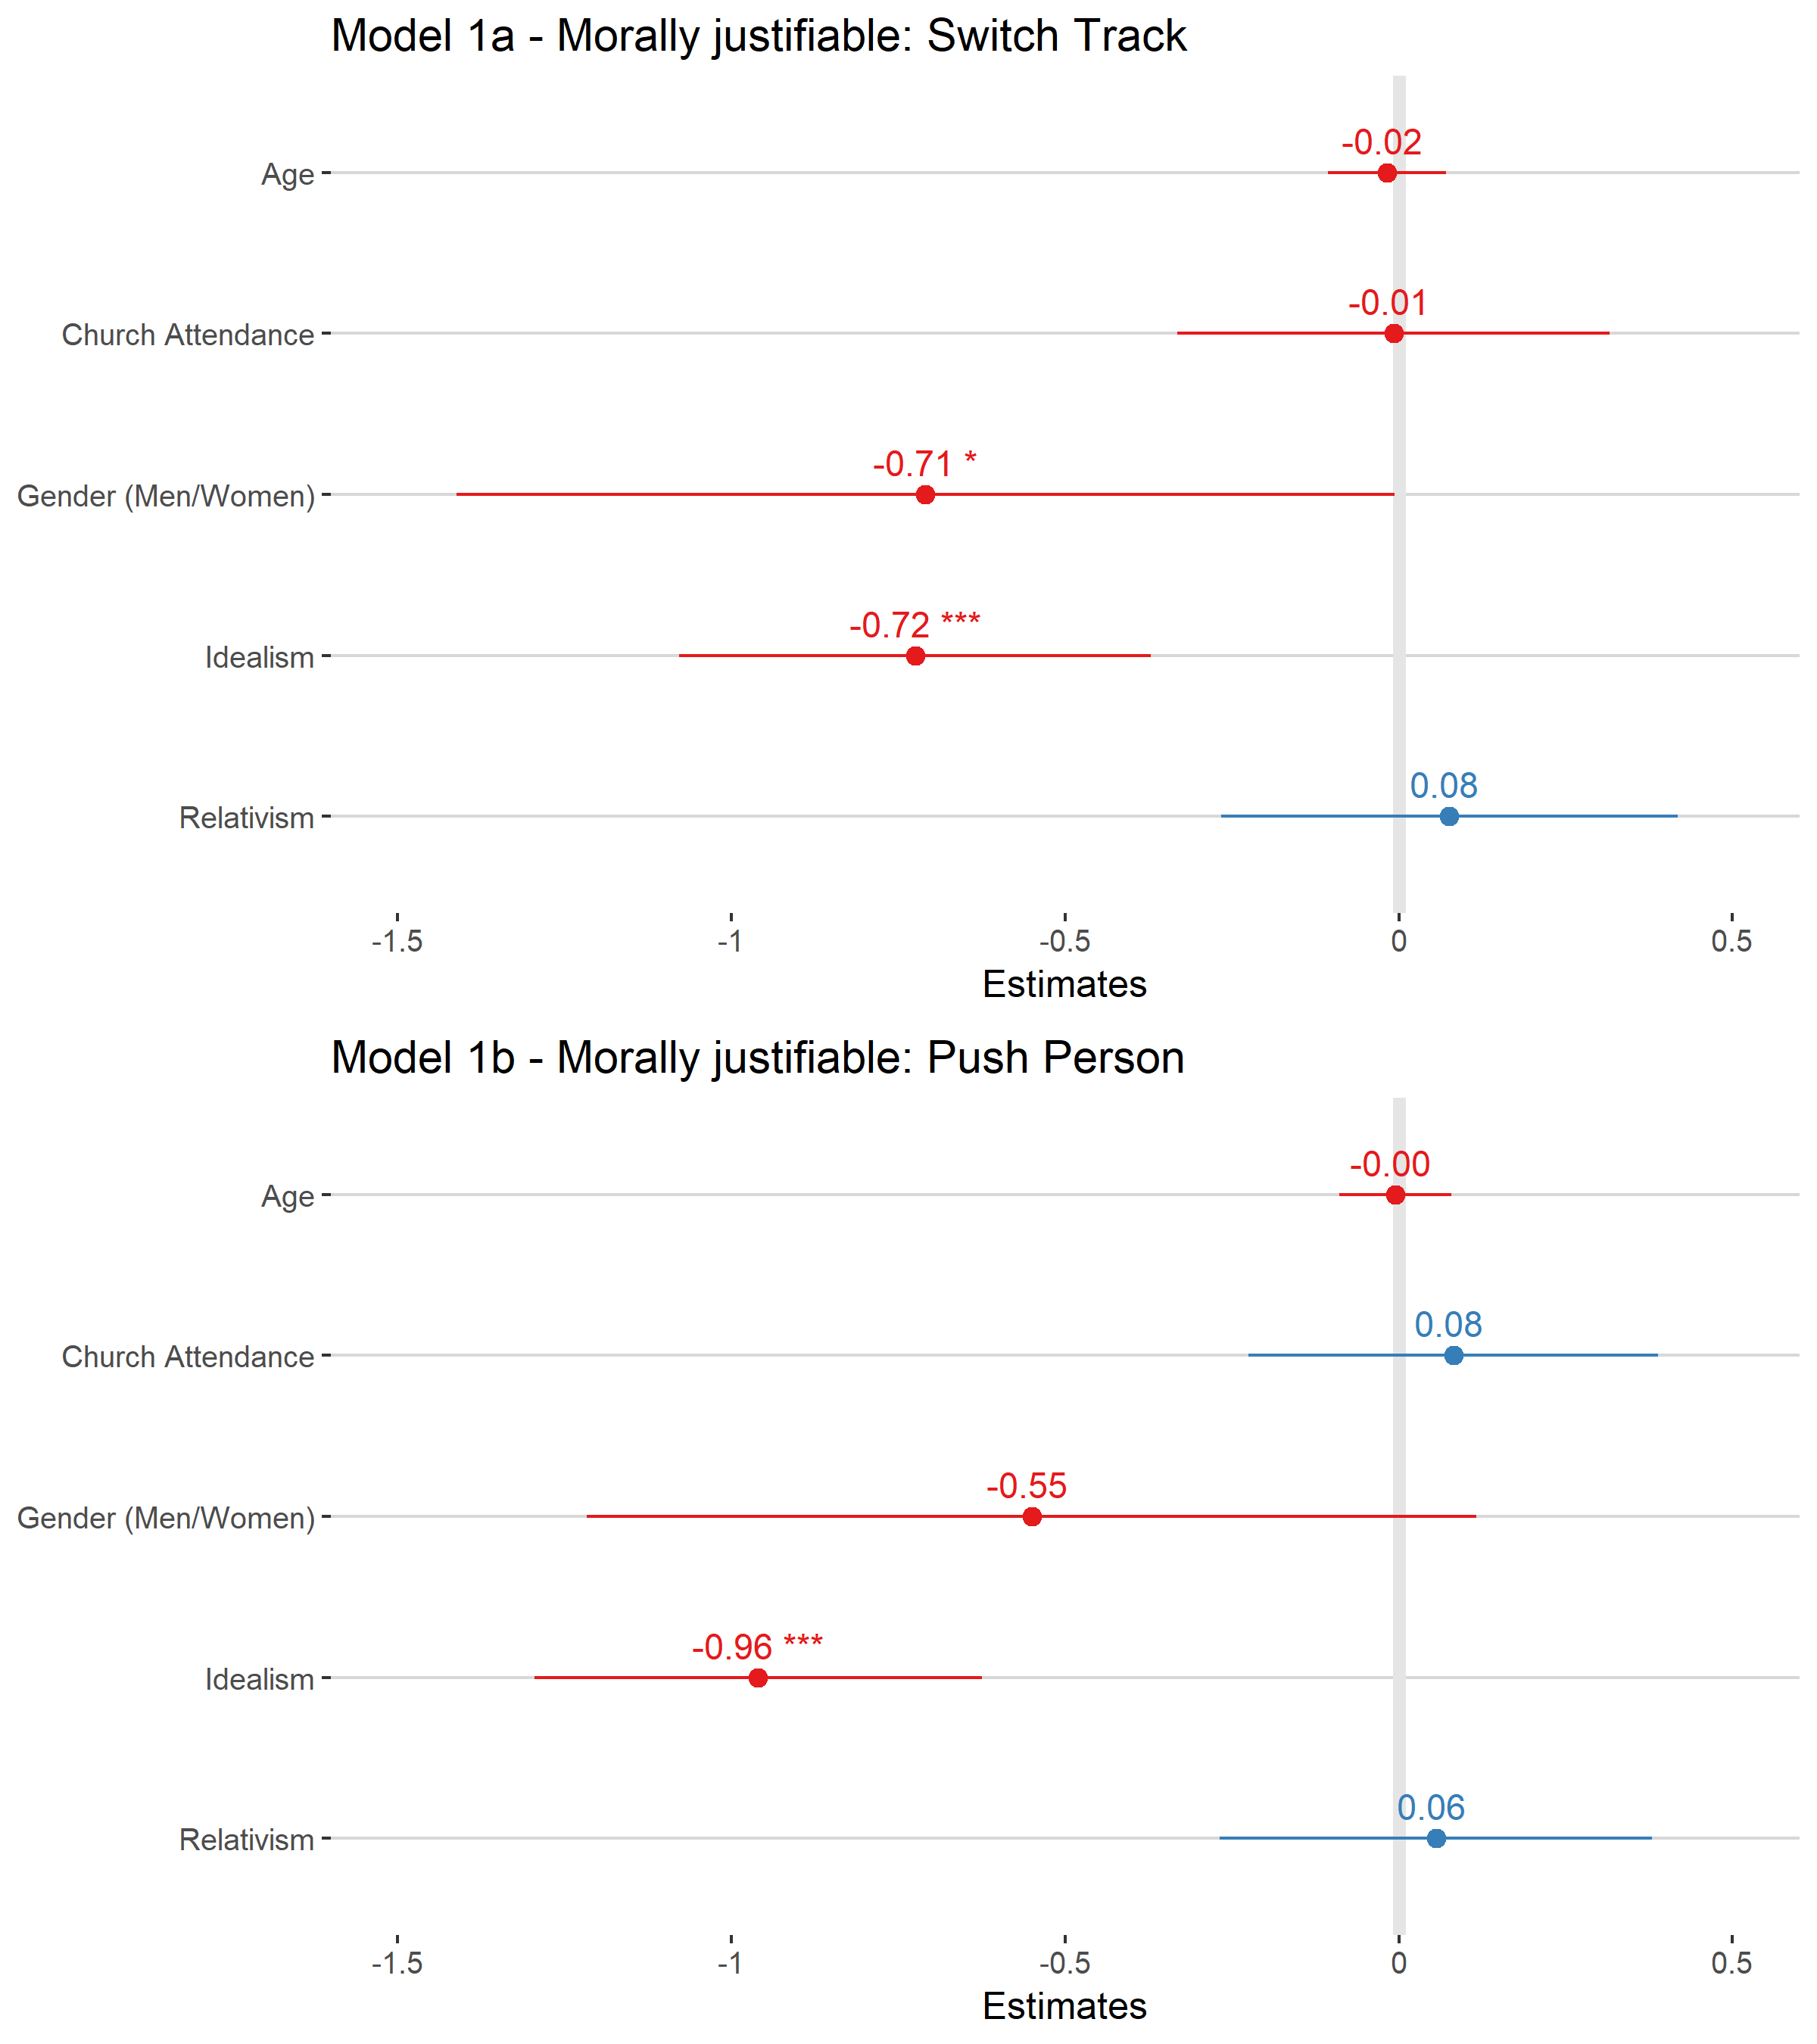 Model 1a - Morally justifiable: Switch Track
Age
-0.02
Church Attendance
-0.01
Gender (Men/Women)
-0.71 *
Idealism
-0.72 ***
Relativism
0.08
-1.5 -1 -0.5 0 0.5
Estimates
Model 1b - Morally justifiable: Push Person
Age
-0.00
Church Attendance
0.08
Gender (Men/Women)
-0.55
Idealism
-0.96 ***
Relativism
0.06
-1.5 -1 -0.5 0 0.5
Estimates